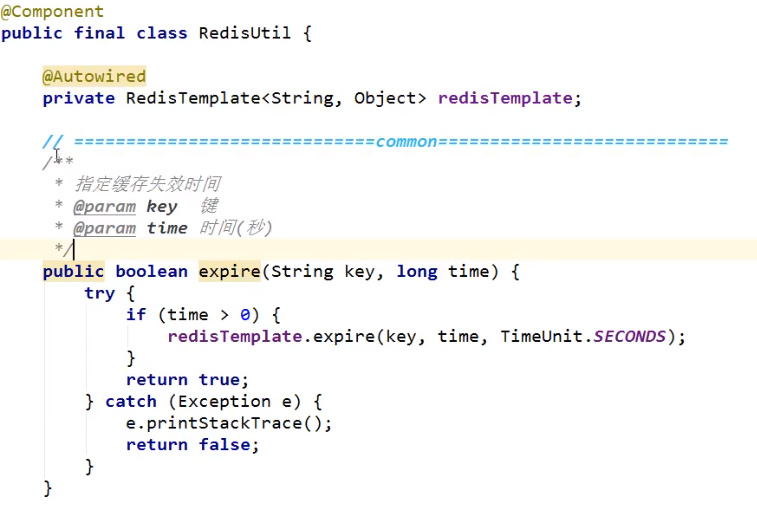 @Component
public final class RedisUtil {
@Autowired
private RedisTemplate<String, Object> redisTemplate;
// =============================common============================
/**
* 指定缓存失效时间
* @param key 键
* @param time 时间(秒)
*/
public boolean expire(String key, long time) {
try {
if (time > 0) {
redisTemplate.expire(key, time, TimeUnit.SECONDS);
}
return true;
} catch (Exception e) {
e.printStackTrace();
return false;
}
}